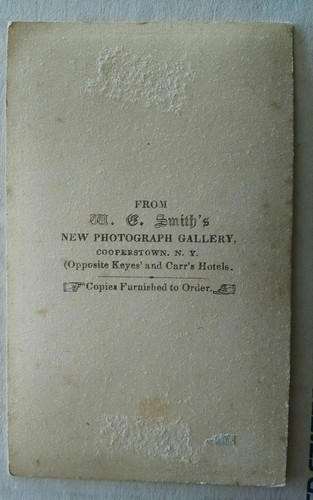 FROM
W. G. Smith's
NEW PHOTOGRAPH GALLERY,
COOPERSTOWN. N. Y.
(Opposite Keyes' and Carr's Hotels.
Copies Furnished to Order.